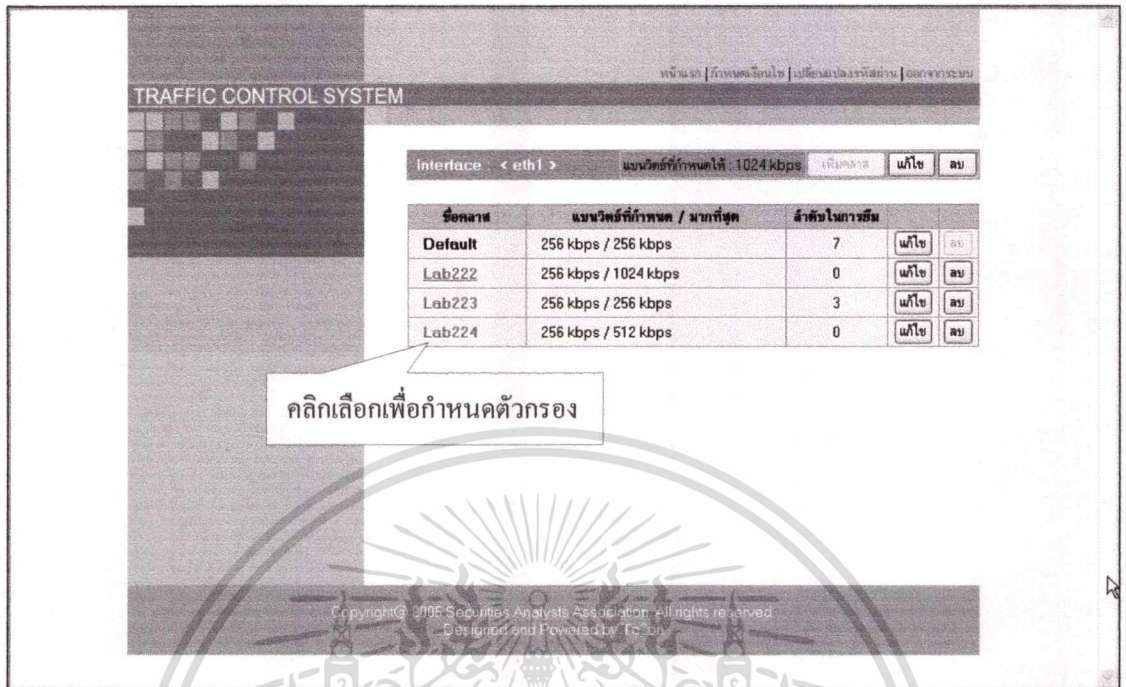 หน้าแรก | กำหนดเงื่อนไข | เปลี่ยนแปลงรหัสผ่าน | ออกจากระบบ
TRAFFIC CONTROL SYSTEM
Interface : < eth1 > แบนวิดธ์ที่กำหนดให้ : 1024 kbps เพิ่มคลาส แก้ไข ลบ
ชื่อคลาส แบนวิดธ์ที่กำหนด / มากที่สุด ลำดับในการยืม
Default 256 kbps / 256 kbps 7 แก้ไข ลบ
Lab222 256 kbps / 1024 kbps 0 แก้ไข ลบ
Lab223 256 kbps / 256 kbps 3 แก้ไข ลบ
Lab224 256 kbps / 512 kbps 0 แก้ไข ลบ
คลิกเลือกเพื่อกำหนดตัวกรอง
Copyright@ 2006 Securities Analysts Association. All rights reserved.
Designed and Powered by